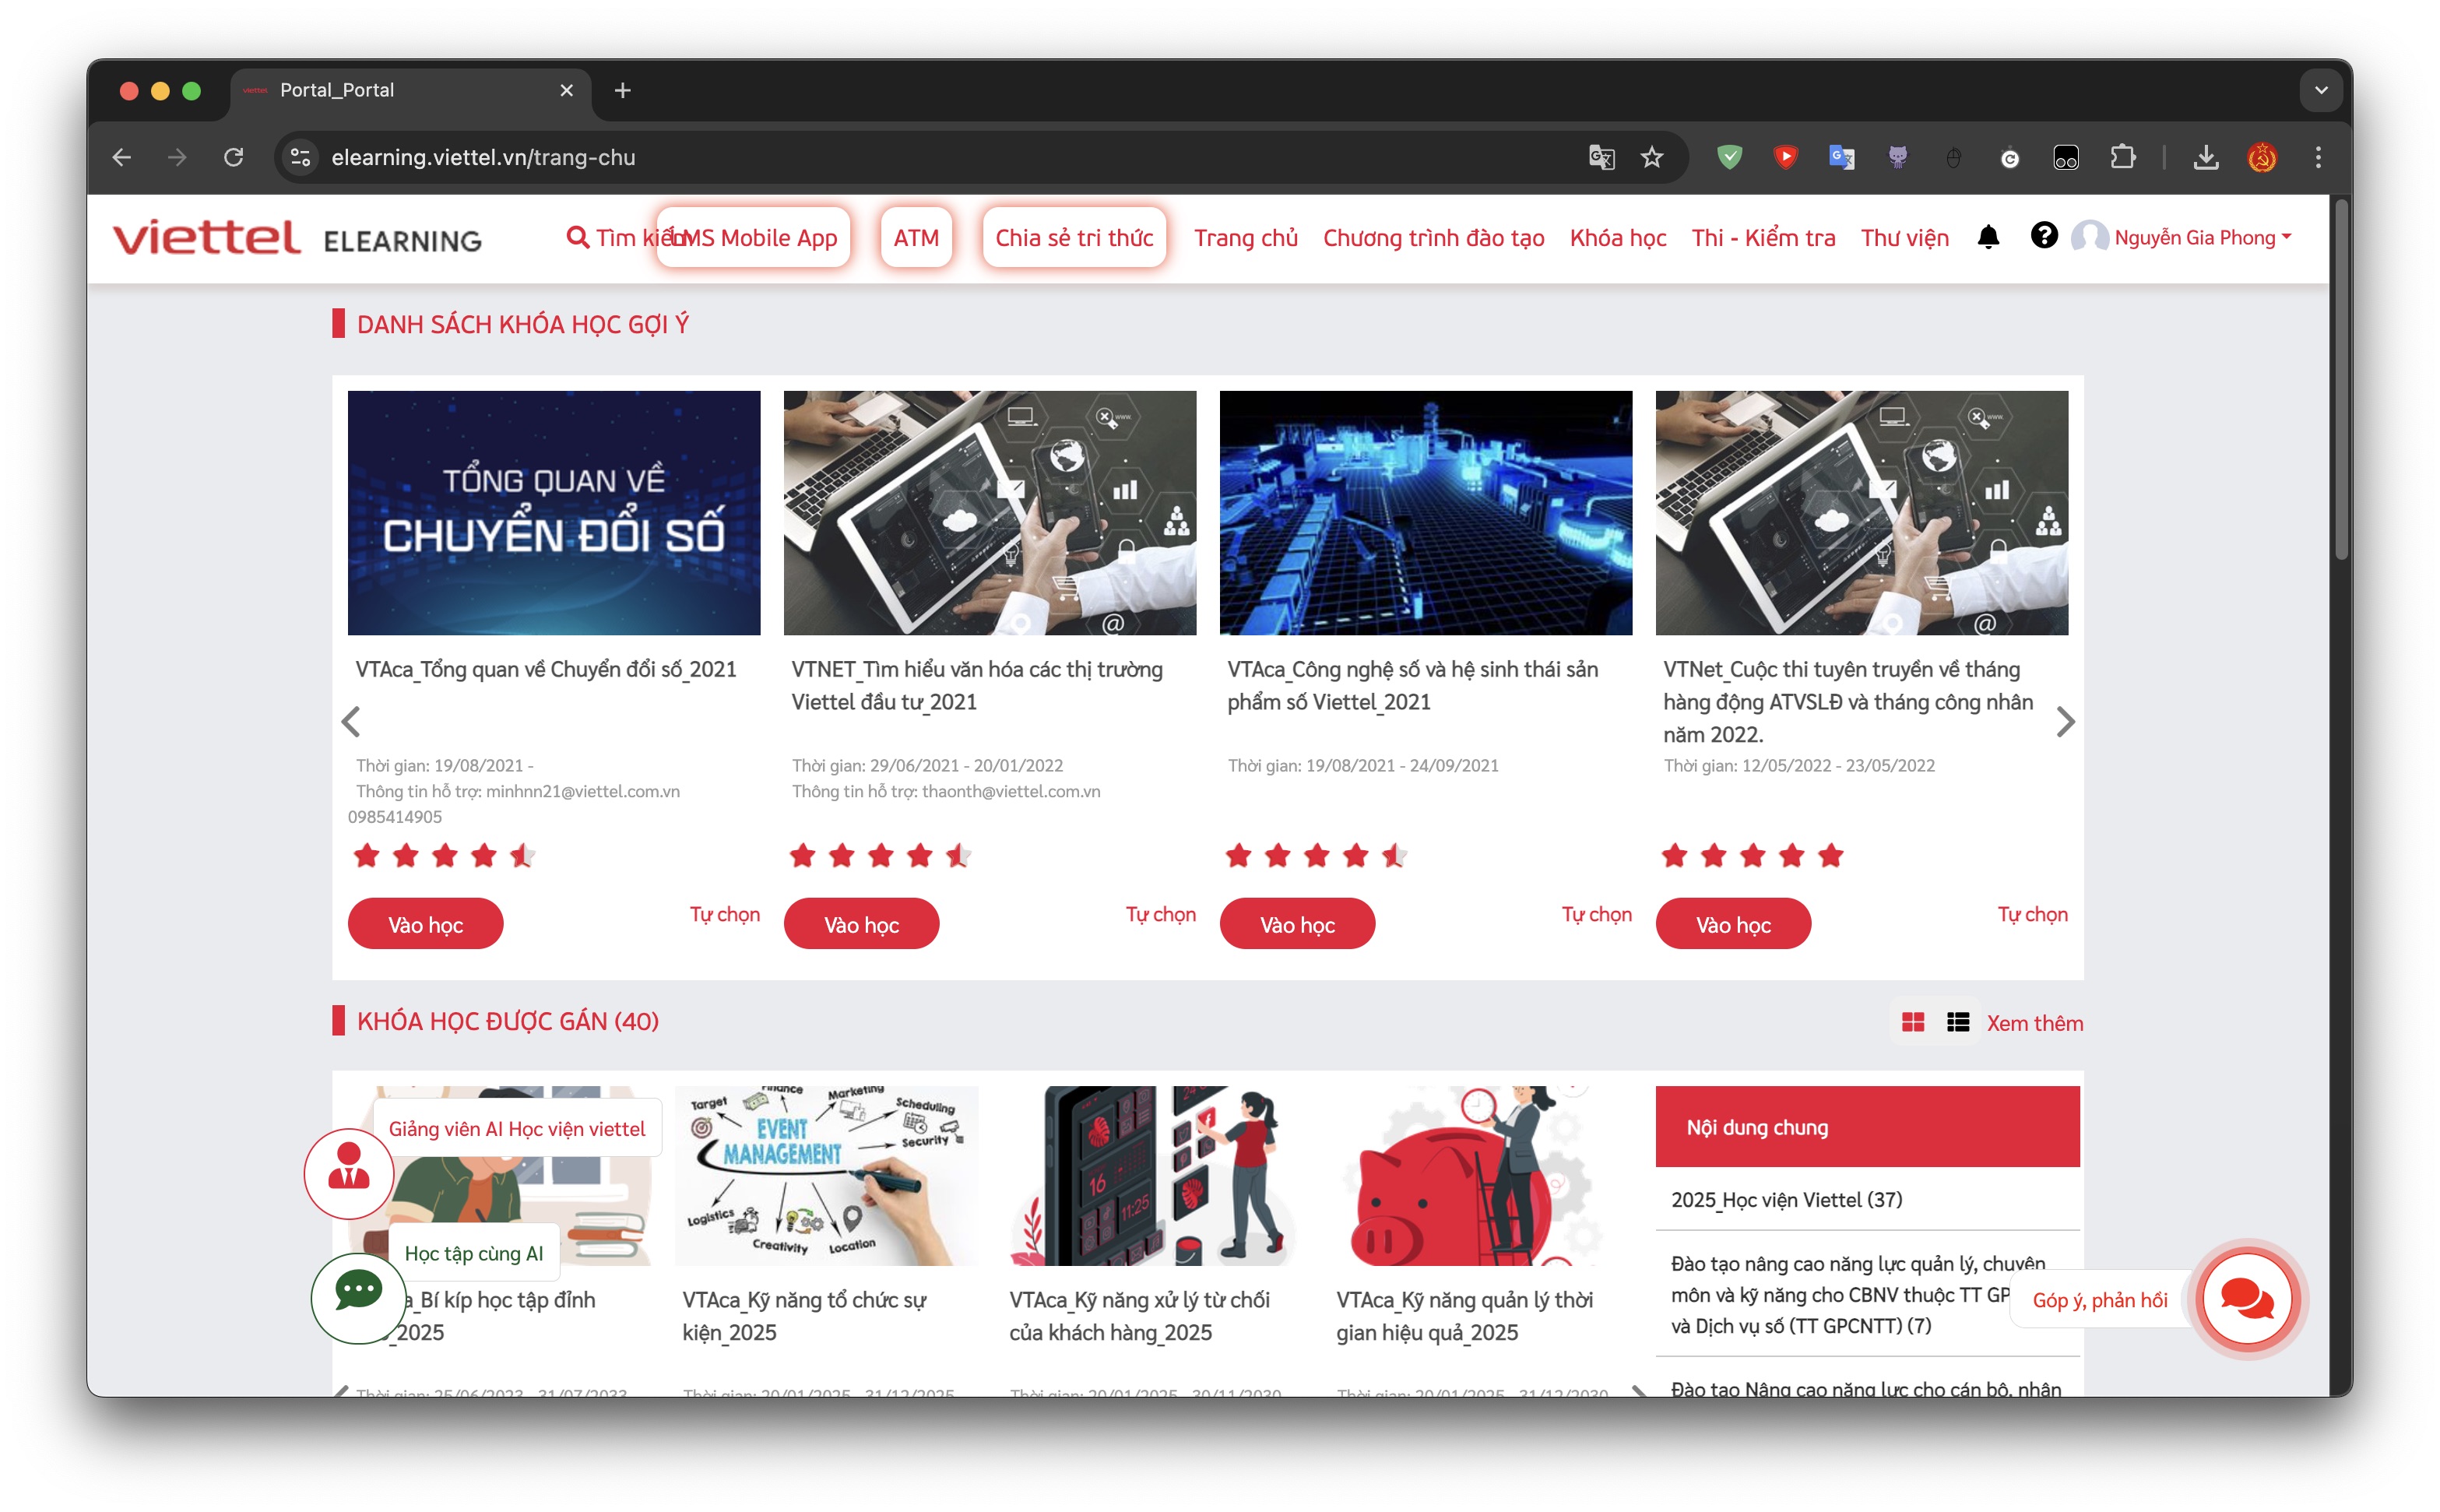 viettel Portal_Portal
elearning.viettel.vn/trang-chu
viettel ELEARNING
Tìm kiếm
LMS Mobile App
ATM
Chia sẻ tri thức
Trang chủ
Chương trình đào tạo
Khóa học
Thi - Kiểm tra
Thư viện
Nguyễn Gia Phong
DANH SÁCH KHÓA HỌC GỢI Ý
TỔNG QUAN VỀ
CHUYỂN ĐỔI SỐ
VTAca_Tổng quan về Chuyển đổi số_2021
Thời gian: 19/08/2021 -
Thông tin hỗ trợ: minhnn21@viettel.com.vn
0985414905
Vào học
Tự chọn
www.
@
VTNET_Tìm hiểu văn hóa các thị trường
Viettel đầu tư_2021
Thời gian: 29/06/2021 - 20/01/2022
Thông tin hỗ trợ: thaonth@viettel.com.vn
Vào học
Tự chọn
VTAca_Công nghệ số và hệ sinh thái sản
phẩm số Viettel_2021
Thời gian: 19/08/2021 - 24/09/2021
Vào học
Tự chọn
www.
@
VTNet_Cuộc thi tuyên truyền về tháng
hàng động ATVSLĐ và tháng công nhân
năm 2022.
Thời gian: 12/05/2022 - 23/05/2022
Vào học
Tự chọn
KHÓA HỌC ĐƯỢC GÁN (40)
Xem thêm
Giảng viên AI Học viện viettel
Học tập cùng AI
a_Bí kíp học tập đỉnh
_2025
Thời gian: 25/06/2023 - 31/07/2033
Target
Finance
Marketing
Scheduling
Security
EVENT
MANAGEMENT
Logistics
Creativity
Location
VTAca_Kỹ năng tổ chức sự
kiện_2025
Thời gian: 20/01/2025 - 31/12/2025
16
11:25
VTAca_Kỹ năng xử lý từ chối
của khách hàng_2025
Thời gian: 20/01/2025 - 30/11/2030
VTAca_Kỹ năng quản lý thời
gian hiệu quả_2025
Thời gian: 20/01/2025 - 31/12/2030
Nội dung chung
2025_Học viện Viettel (37)
Đào tạo nâng cao năng lực quản lý, chuyên
môn và kỹ năng cho CBNV thuộc TT GP
và Dịch vụ số (TT GPCNTT) (7)
Đào tạo Nâng cao năng lực cho cán bộ, nhân
Góp ý, phản hồi